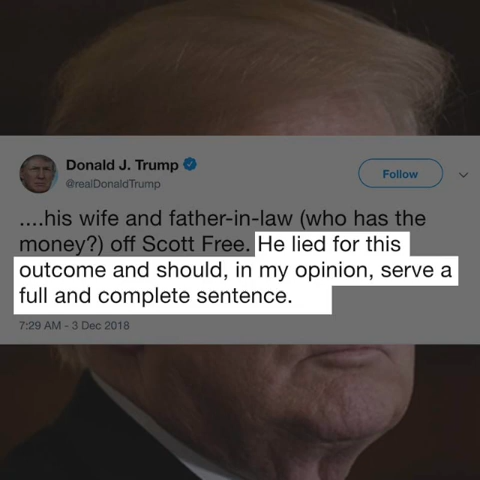 Donald J. Trump
@realDonaldTrump
Follow
....his wife and father-in-law (who has the
money?) off Scott Free. He lied for this
outcome and should, in my opinion, serve a
full and complete sentence.
7:29 AM - 3 Dec 2018